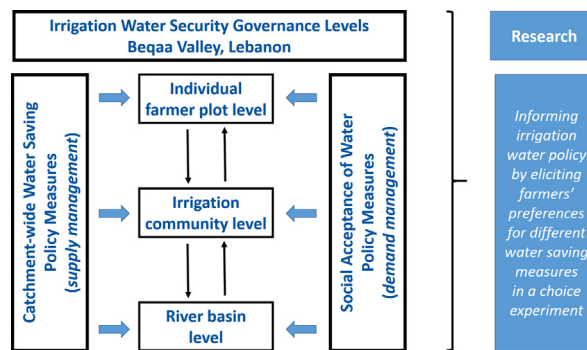 Irrigation Water Security Governance Levels
Beqaa Valley, Lebanon
Catchment-wide Water Saving
Policy Measures
(supply management)
Individual
farmer plot level
Irrigation
community level
River basin
level
Social Acceptance of Water
Policy Measures
(demand management)
Research
Informing
irrigation
water policy
by eliciting
farmers’
preferences
for different
water saving
measures
in a choice
experiment